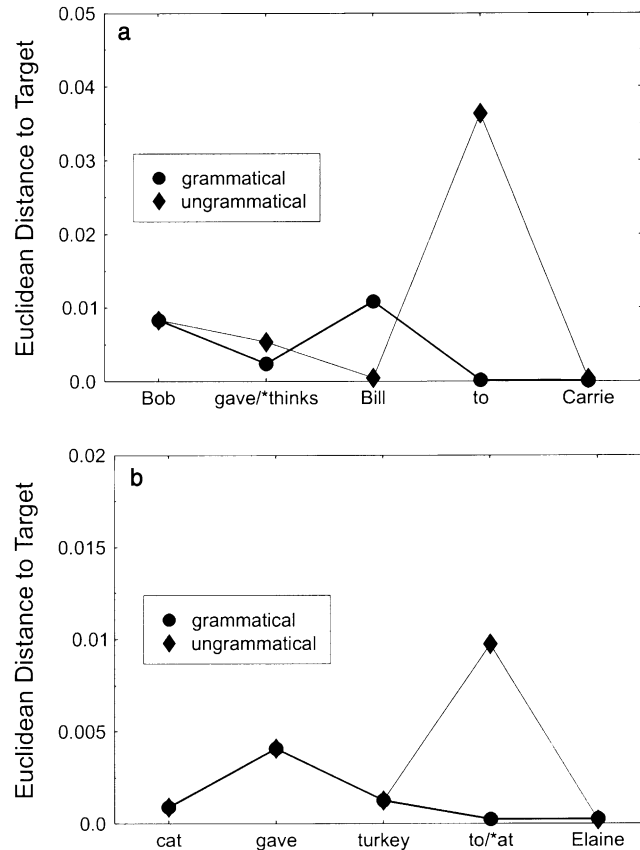 a
0.05
0.04
0.03
0.02
0.01
0.0
Euclidean Distance to Target
grammatical
ungrammatical
Bob gave/*thinks Bill to Carrie
b
0.02
0.015
0.01
0.005
0.0
Euclidean Distance to Target
grammatical
ungrammatical
cat gave turkey to/*at Elaine